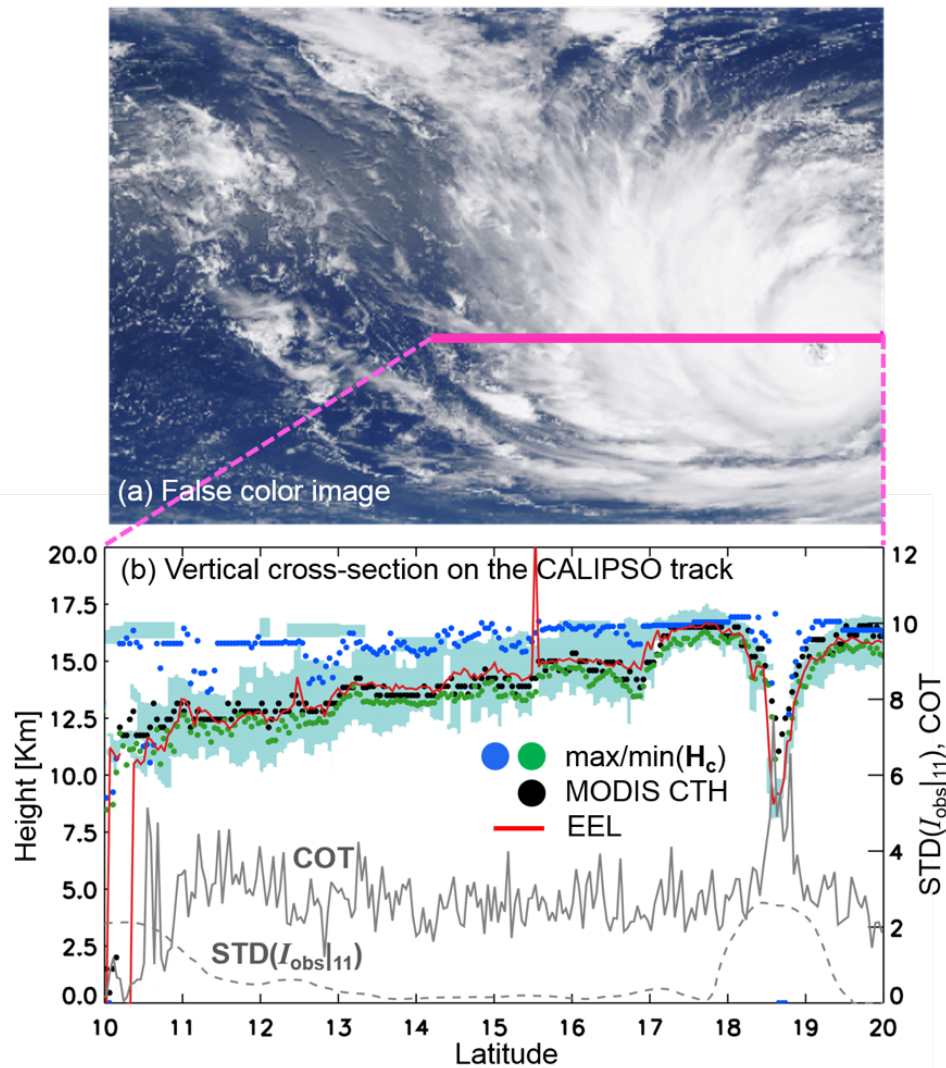 (a) False color image
(b) Vertical cross-section on the CALIPSO track
Height [Km]
20.0
17.5
15.0
12.5
10.0
7.5
5.0
2.5
0.0
max/min(H_c)
MODIS CTH
EEL
COT
STD(I_obs|11)
12
10
8
6
4
2
0
STD(I_obs|11), COT
10 11 12 13 14 15 16 17 18 19 20
Latitude